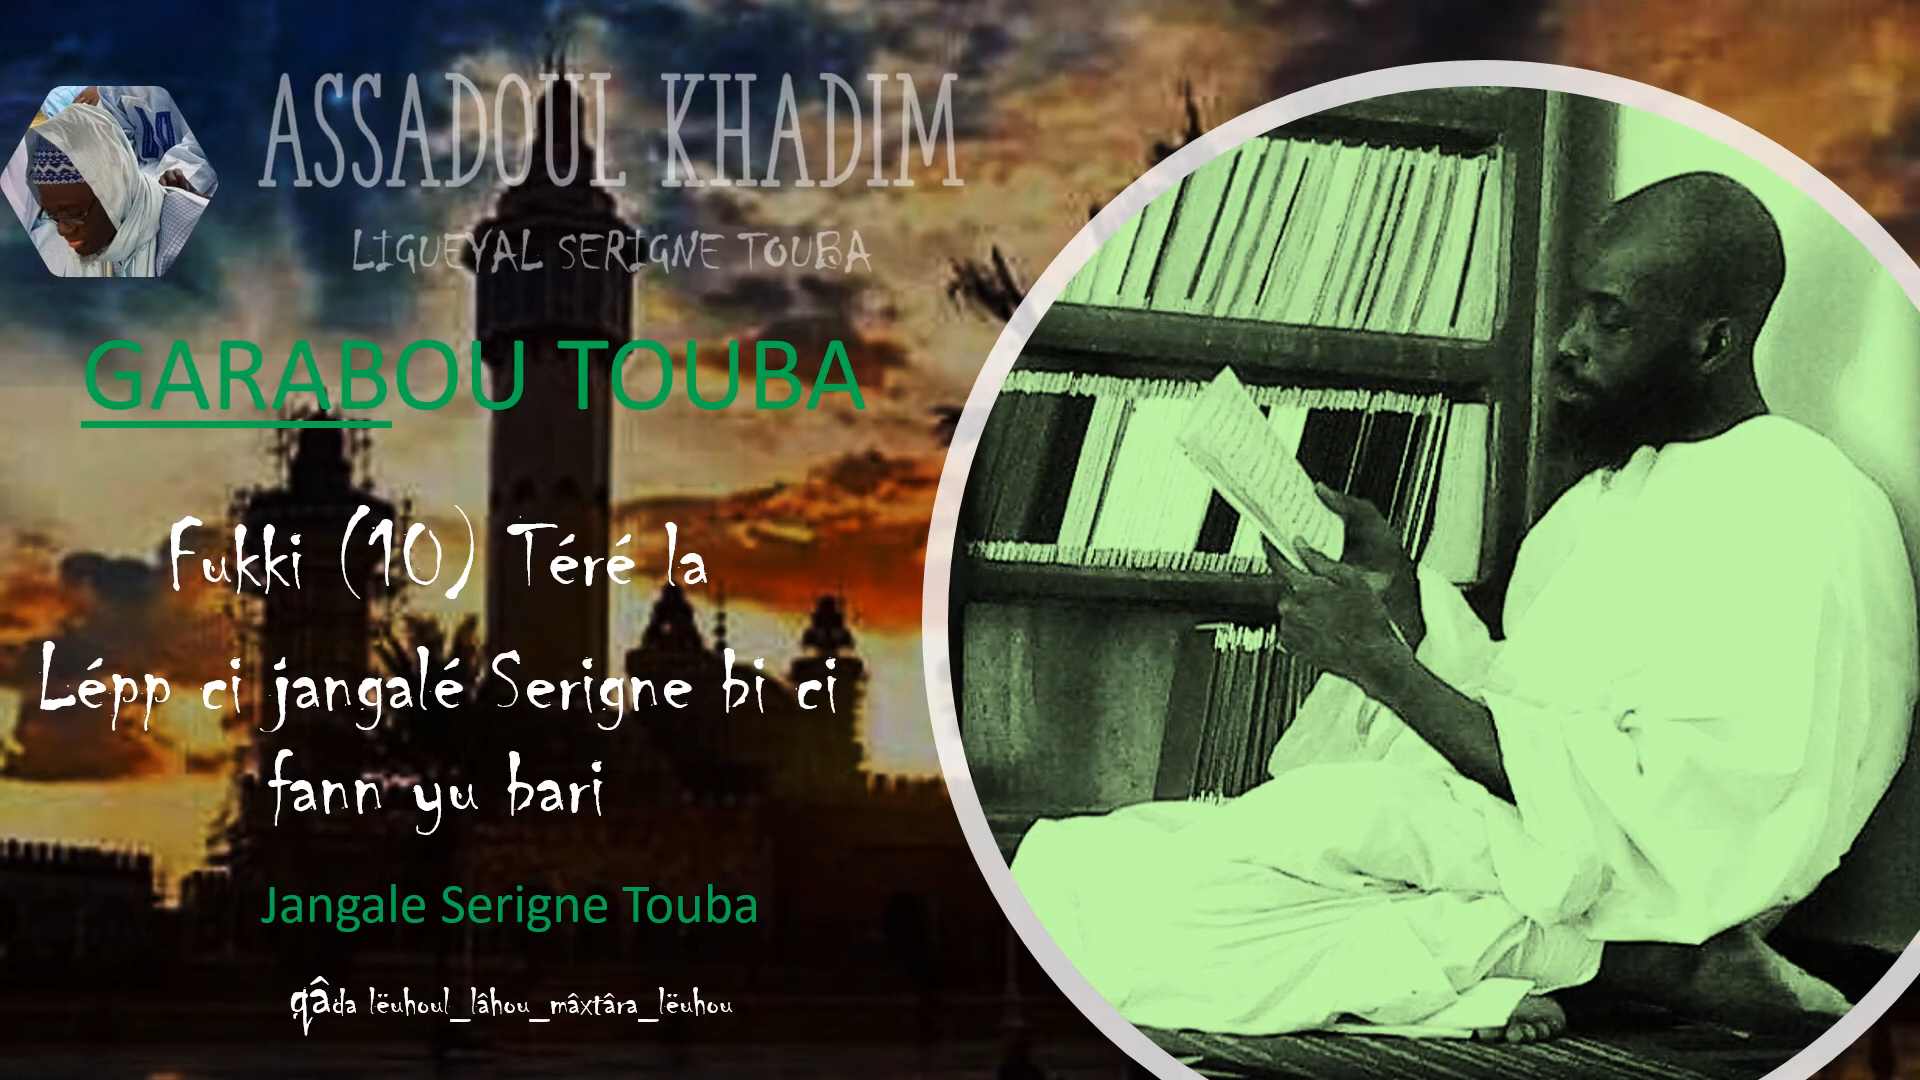 ASSADOUL KHADIM
LIGUEYAL SERIGNE TOUBA
GARABOU TOUBA
Fukki (10) Téré la
Lépp ci jangalé Serigne bi ci
fann yu bari
Jangale Serigne Touba
qâda lëuhoul_lâhou_mâxtâra_lëuhou